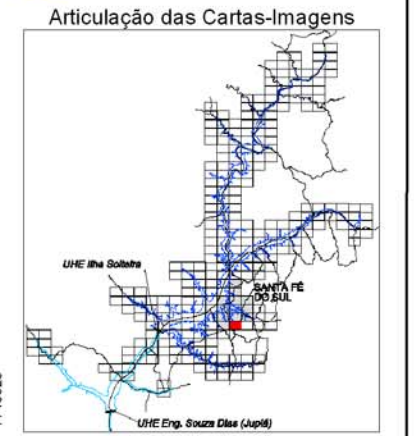 Articulação das Cartas-Imagens
UHE Ilha Solteira
SANTA FÉ
DO SUL
UHE Eng. Souza Dias (Jupiá)